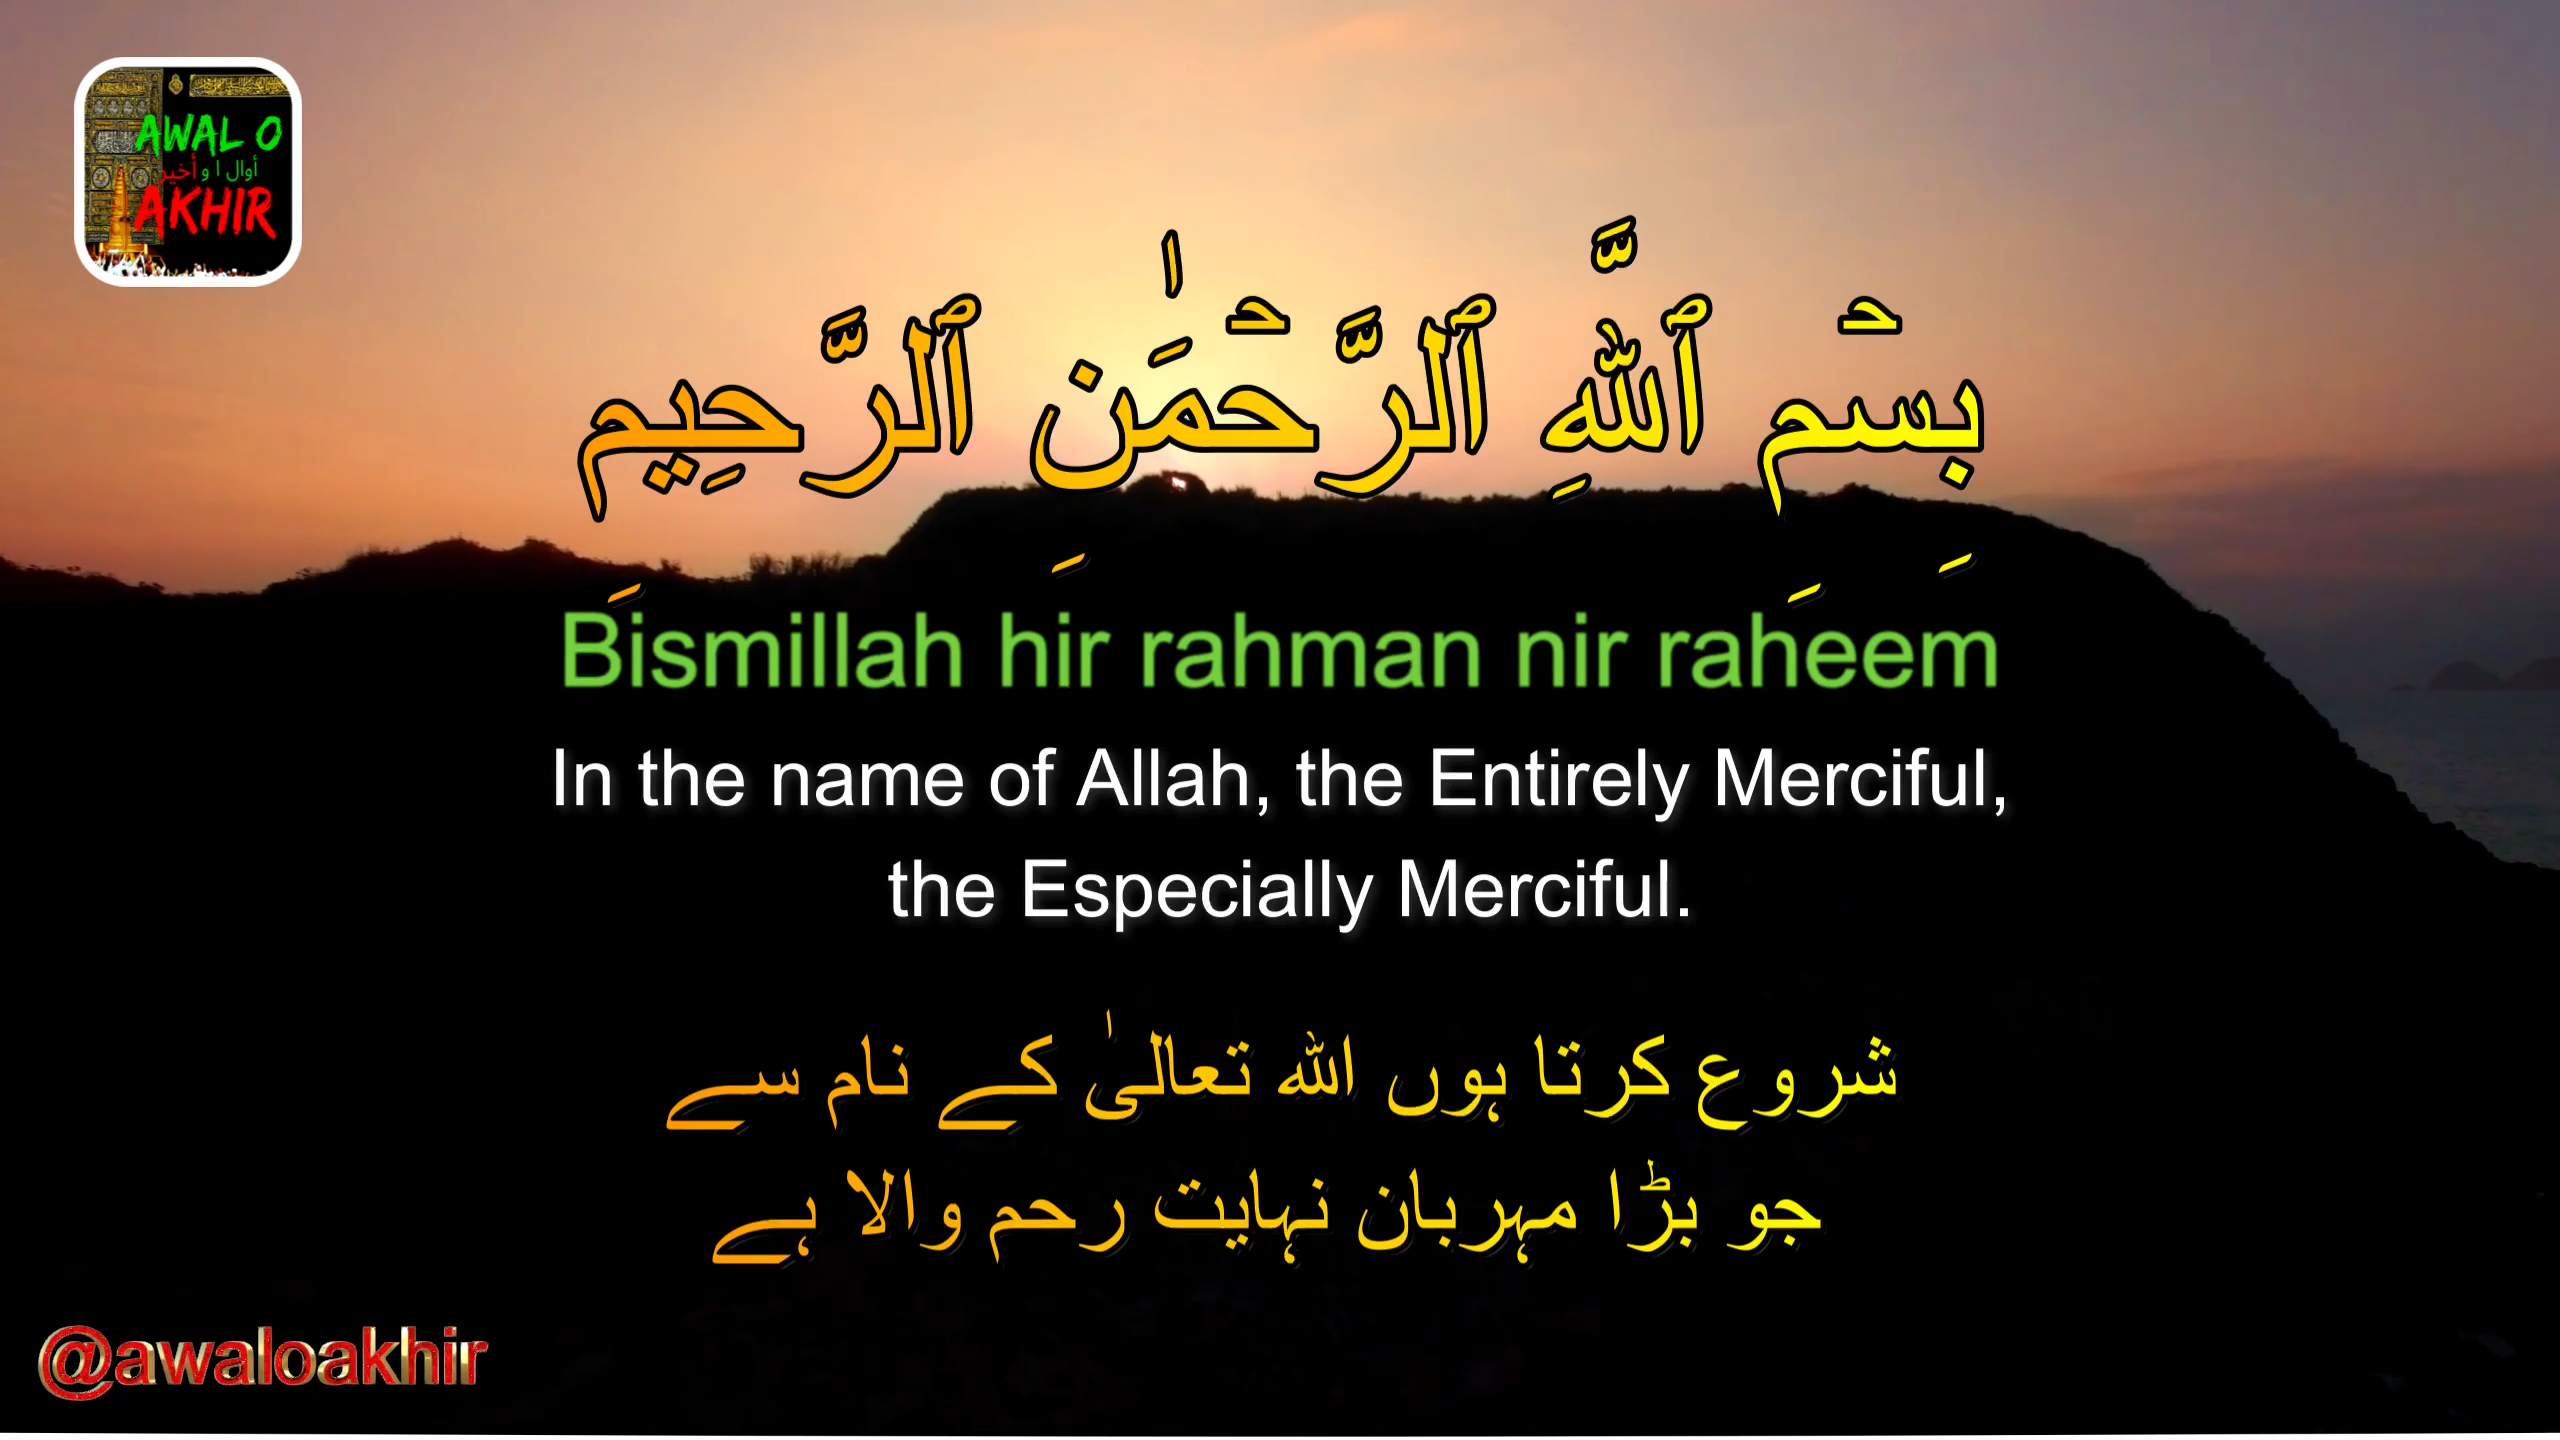 AWAL O
أوال ا و أخير
AKHIR
بِسۡمِ ٱللَّهِ ٱلرَّحۡمَـٰنِ ٱلرَّحِيمِ
Bismillah hir rahman nir raheem
In the name of Allah, the Entirely Merciful,
the Especially Merciful.
شروع کرتا ہوں الله تعالیٰ کے نام سے
جو بڑا مہربان نہایت رحم والا ہے
@awaloakhir